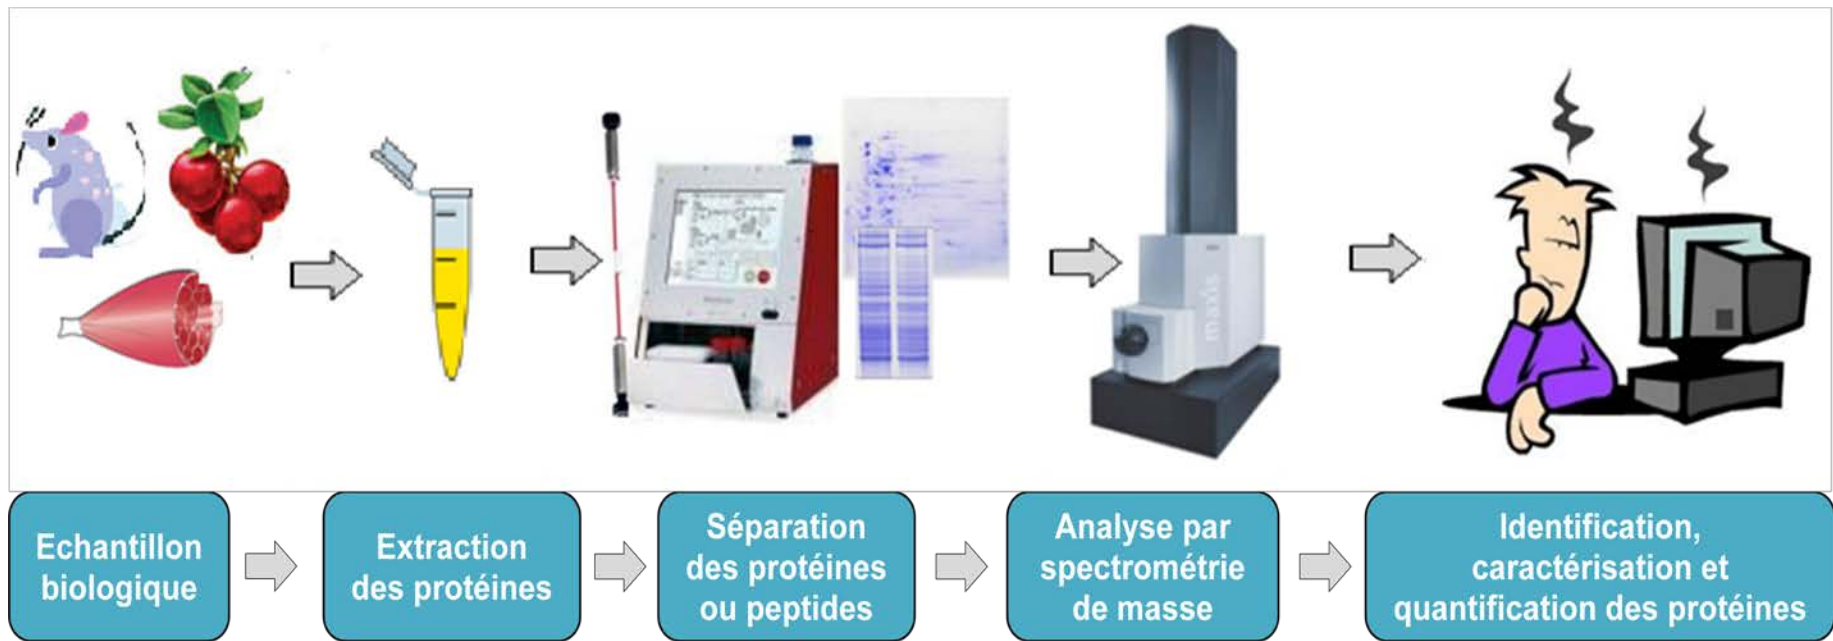 maxis
Echantillon
biologique
Extraction
des protéines
Séparation
des protéines
ou peptides
Analyse par
spectrométrie
de masse
Identification,
caractérisation et
quantification des protéines